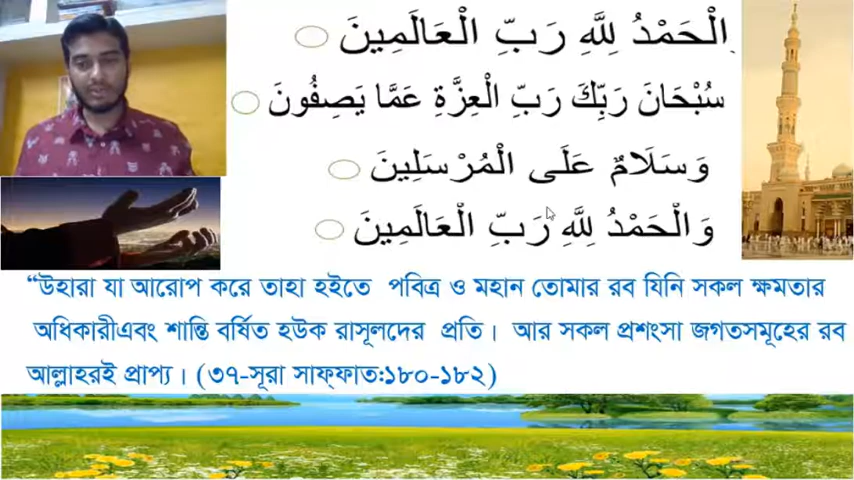 الْحَمْدُ لِلَّهِ رَبِّ الْعَالَمِينَ
سُبْحَانَ رَبِّكَ رَبِّ الْعِزَّةِ عَمَّا يَصِفُونَ
وَسَلَامٌ عَلَى الْمُرْسَلِينَ
وَالْحَمْدُ لِلَّهِ رَبِّ الْعَالَمِينَ
“উহারা যা আরোপ করে তাহা হইতে পবিত্র ও মহান তোমার রব যিনি সকল ক্ষমতার
অধিকারীএবং শান্তি বর্ষিত হউক রাসূলদের প্রতি। আর সকল প্রশংসা জগতসমূহের রব
আল্লাহরই প্রাপ্য। (৩৭-সূরা সাফ্ফাত:১৮০-১৮২)